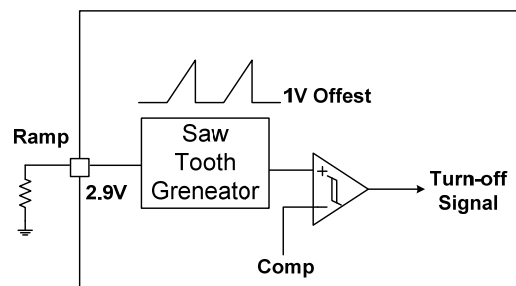 1V Offest
Ramp
2.9V
Saw
Tooth
Greneator
+
−
Comp
Turn-off
Signal